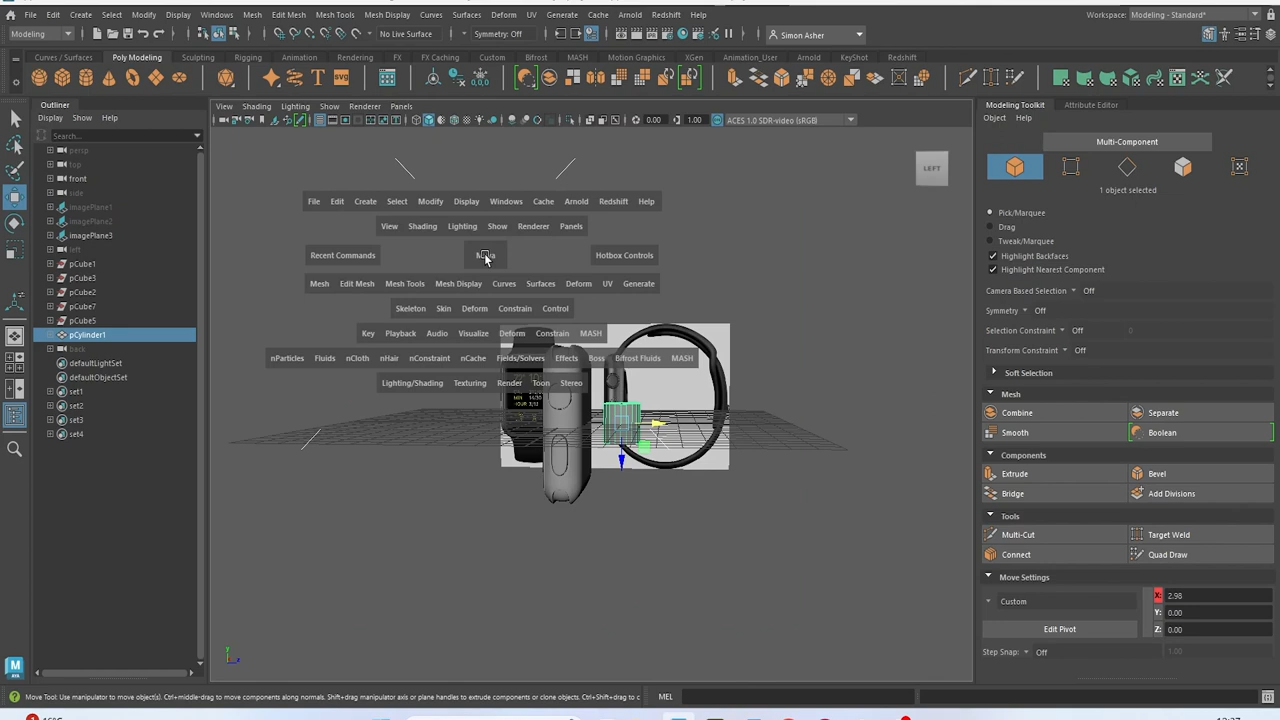 File Edit Create Select Modify Display Windows Mesh Edit Mesh Mesh Tools Mesh Display Curves Surfaces Deform UV Generate Cache Arnold Redshift Help
Workspace: Modeling - Standard*
Modeling
No Live Surface
Symmetry: Off
Simon Asher
Curves / Surfaces Poly Modeling Sculpting Rigging Animation Rendering FX FX Caching Custom Bifrost MASH Motion Graphics XGen Animation_User Arnold KeyShot Redshift
SVG
Outliner
Display Show Help
Search...
persp
top
front
side
imagePlane1
imagePlane2
imagePlane3
left
pCube1
pCube3
pCube2
pCube7
pCube5
pCylinder1
back
defaultLightSet
defaultObjectSet
set1
set2
set3
set4
View Shading Lighting Show Renderer Panels
0.00 1.00 ACES 1.0 SDR-video (sRGB)
LEFT
File Edit Create Select Modify Display Windows Cache Arnold Redshift Help
View Shading Lighting Show Renderer Panels
Recent Commands Hotbox Controls
Mesh Edit Mesh Mesh Tools Mesh Display Curves Surfaces Deform UV Generate
Skeleton Skin Deform Constrain Control
Key Playback Audio Visualize Deform Constrain MASH
nParticles Fluids nCloth nHair nConstraint nCache Fields/Solvers Effects Boss Bifrost Fluids MASH
Lighting/Shading Texturing Render Toon Stereo
Modeling Toolkit Attribute Editor
Object Help
Multi-Component
1 object selected
Pick/Marquee
Drag
Tweak/Marquee
Highlight Backfaces
Highlight Nearest Component
Camera Based Selection Off
Symmetry Off
Selection Constraint Off 0
Transform Constraint Off
Soft Selection
Mesh
Combine Separate
Smooth Boolean
Components
Extrude Bevel
Bridge Add Divisions
Tools
Multi-Cut Target Weld
Connect Quad Draw
Move Settings
Custom
X: 2.98
Y: 0.00
Edit Pivot
Z: 0.00
Step Snap: Off 1.00
Move Tool: Use manipulator to move object(s). Ctrl+middle-drag to move components along normals. Shift+drag manipulator axis or plane handles to extrude components or clone objects. Ctrl+Shift+drag to c
MEL